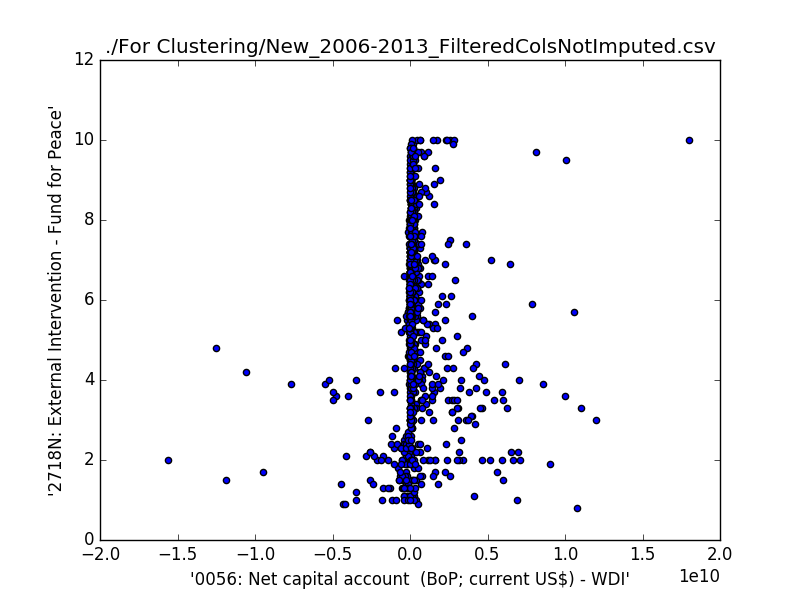 ./For Clustering/New_2006-2013_FilteredColsNotImputed.csv
12
10
8
6
4
2
0
'2718N: External Intervention - Fund for Peace'
−2.0 −1.5 −1.0 −0.5 0.0 0.5 1.0 1.5 2.0
1e10
'0056: Net capital account  (BoP; current US$) - WDI'